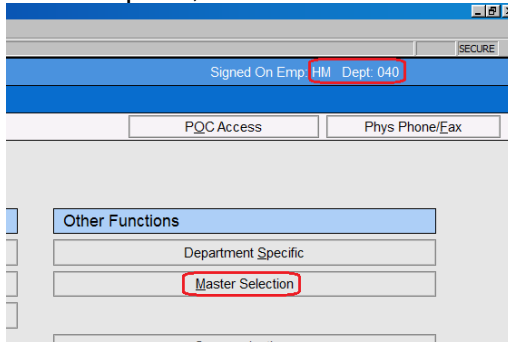 SECURE
Signed On Emp: HM Dept: 040
POC Access Phys Phone/Fax
Other Functions
Department Specific
Master Selection